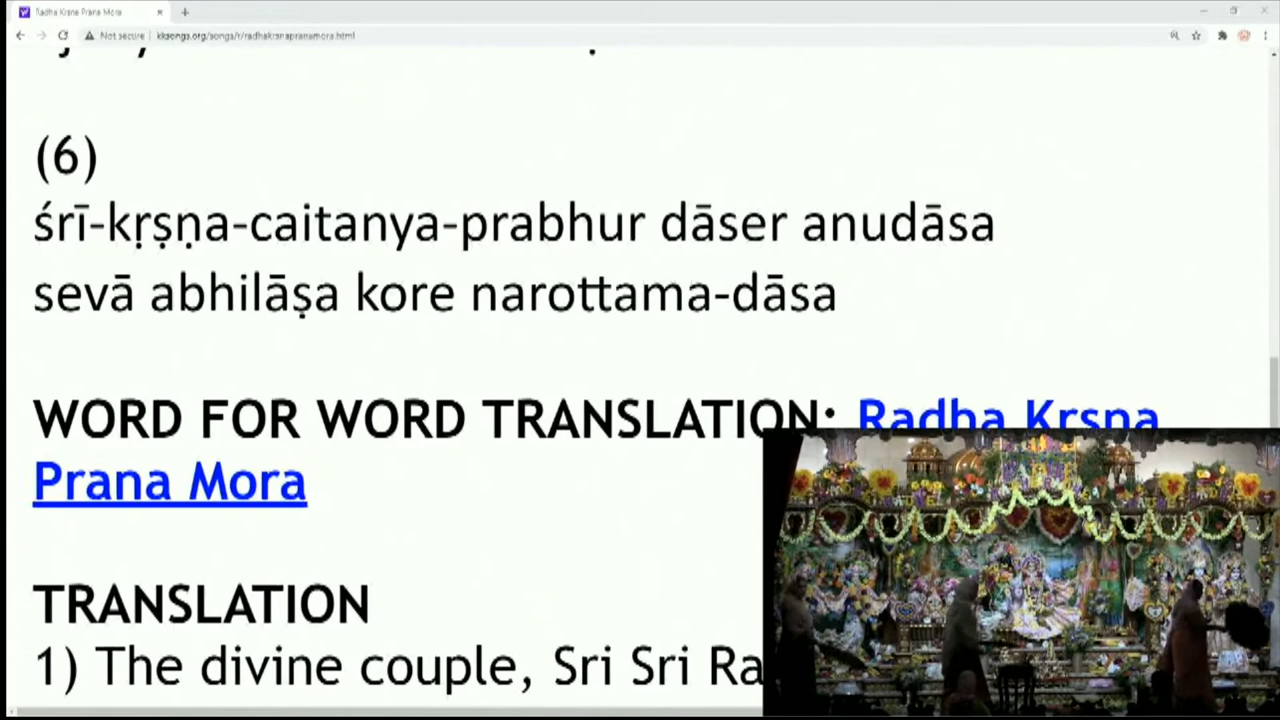 Radha Krsna Prana Mora
Not secure | kksongs.org/songs/r/radhakrsnapranamora.html
(6)
śrī-kṛṣṇa-caitanya-prabhur dāser anudāsa
sevā abhilāṣa kore narottama-dāsa
WORD FOR WORD TRANSLATION: Radha Krsna
Prana Mora
TRANSLATION
1) The divine couple, Sri Sri Ra